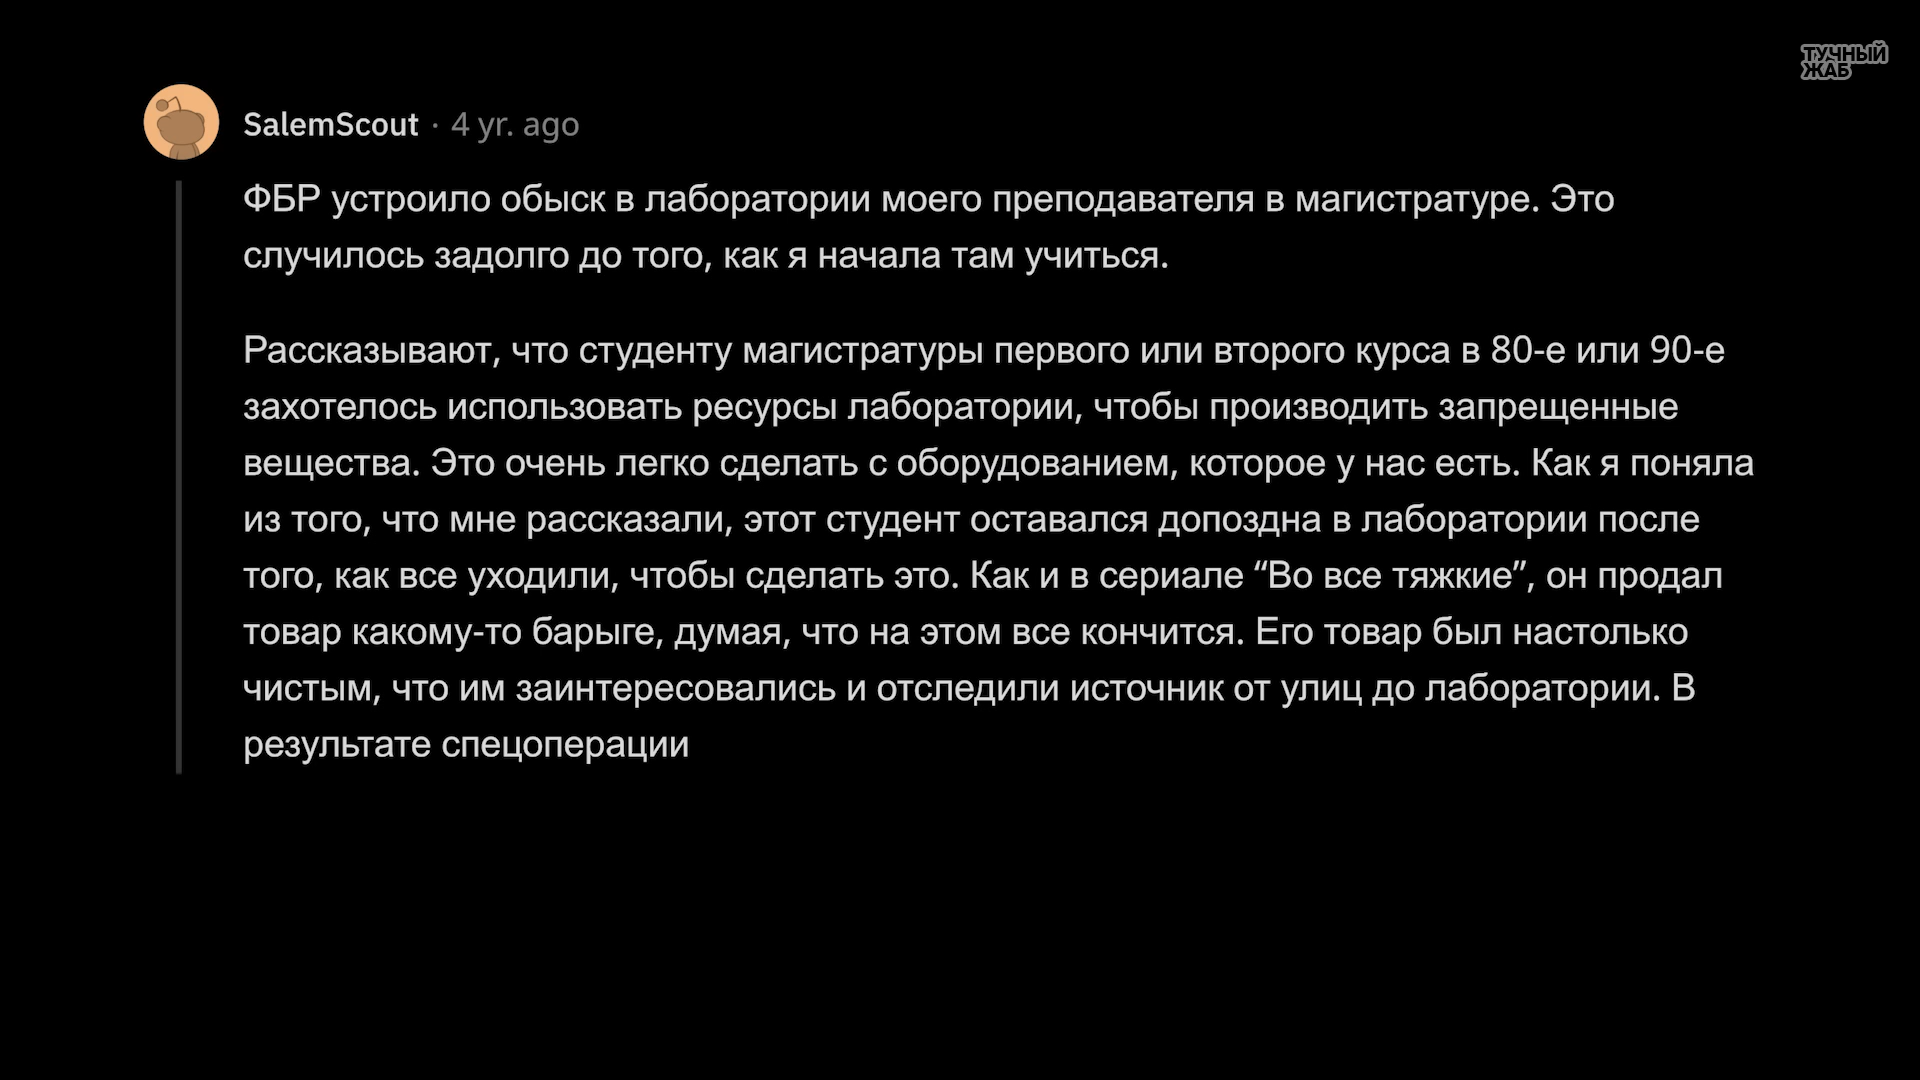 ТУЧНЫЙ
ЖАБ
SalemScout · 4 yr. ago
ФБР устроило обыск в лаборатории моего преподавателя в магистратуре. Это
случилось задолго до того, как я начала там учиться.
Рассказывают, что студенту магистратуры первого или второго курса в 80-е или 90-е
захотелось использовать ресурсы лаборатории, чтобы производить запрещенные
вещества. Это очень легко сделать с оборудованием, которое у нас есть. Как я поняла
из того, что мне рассказали, этот студент оставался допоздна в лаборатории после
того, как все уходили, чтобы сделать это. Как и в сериале “Во все тяжкие”, он продал
товар какому-то барыге, думая, что на этом все кончится. Его товар был настолько
чистым, что им заинтересовались и отследили источник от улиц до лаборатории. В
результате спецоперации